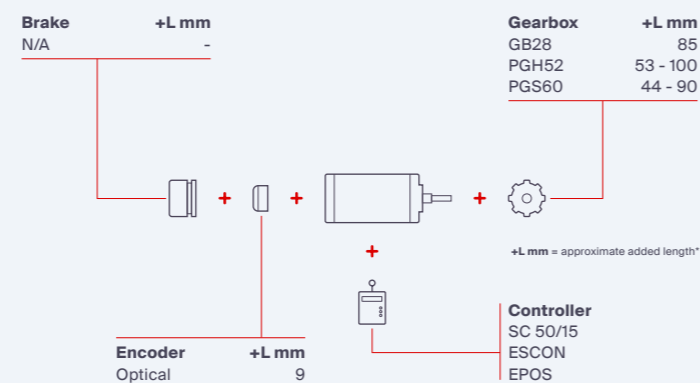 Brake +L mm
N/A -
Gearbox +L mm
GB28 85
PGH52 53 - 100
PGS60 44 - 90
+L mm = approximate added length*
Controller
SC 50/15
ESCON
EPOS
Encoder +L mm
Optical 9